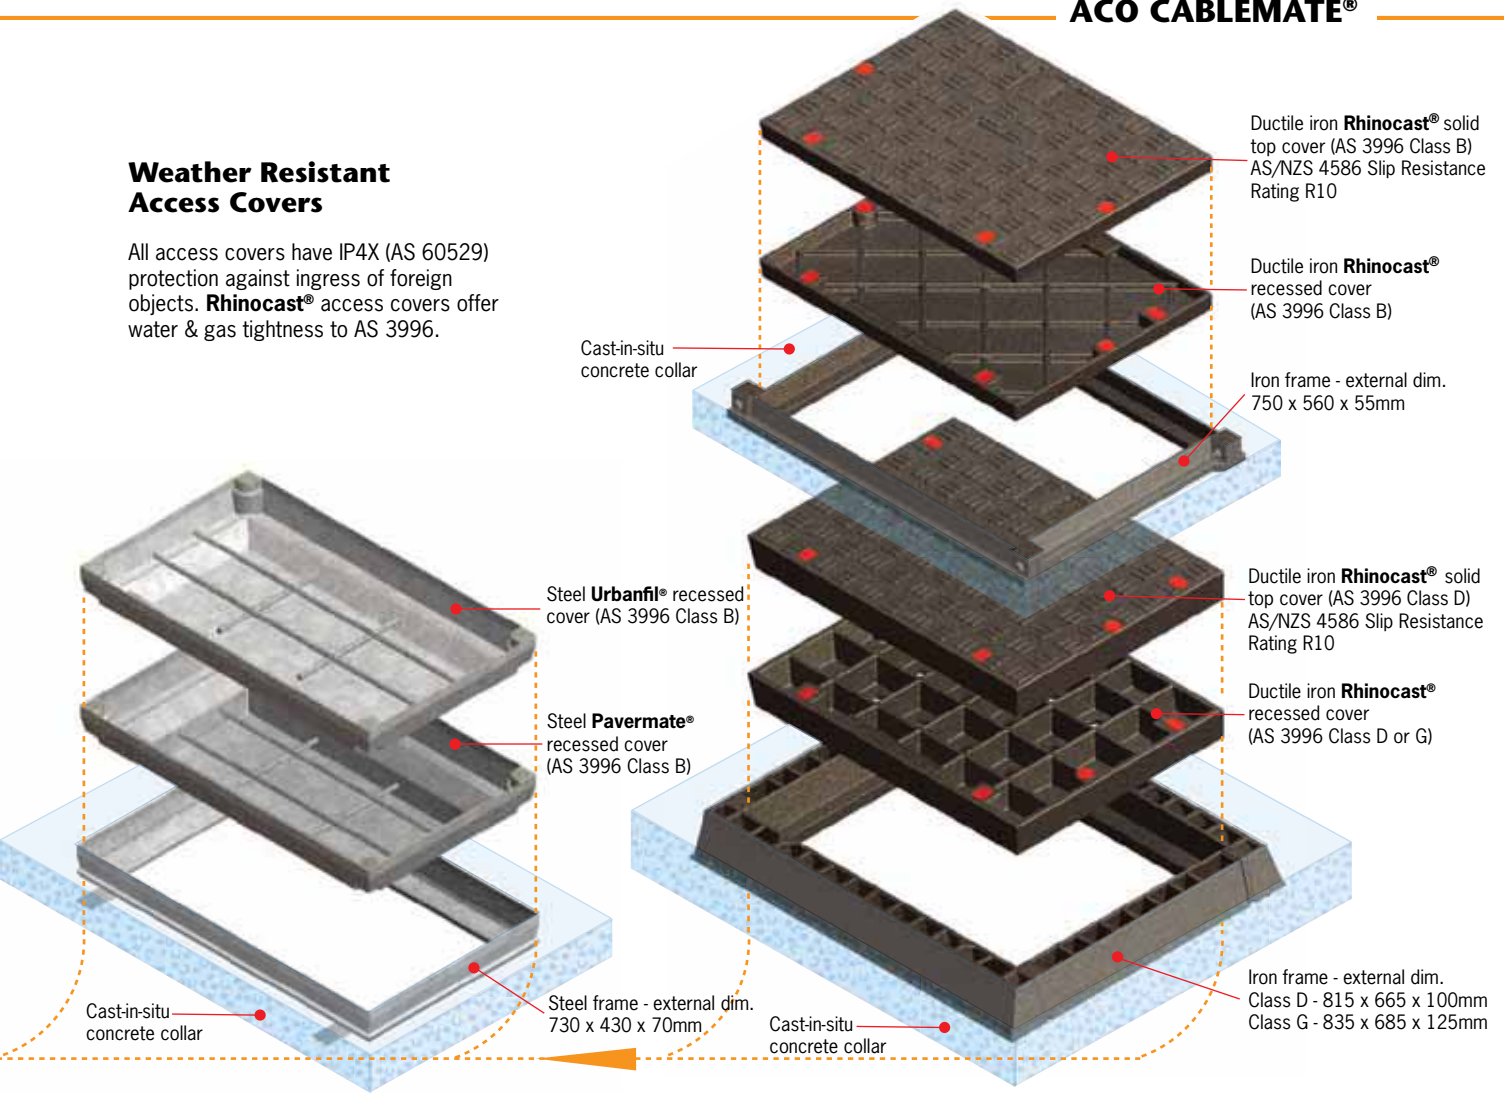 ACO CABLEMATE®
Weather Resistant
Access Covers
All access covers have IP4X (AS 60529)
protection against ingress of foreign
objects. Rhinocast® access covers offer
water & gas tightness to AS 3996.
Ductile iron Rhinocast® solid
top cover (AS 3996 Class B)
AS/NZS 4586 Slip Resistance
Rating R10
Ductile iron Rhinocast®
recessed cover
(AS 3996 Class B)
Cast-in-situ
concrete collar
Iron frame - external dim.
750 x 560 x 55mm
Steel Urbanfil® recessed
cover (AS 3996 Class B)
Ductile iron Rhinocast® solid
top cover (AS 3996 Class D)
AS/NZS 4586 Slip Resistance
Rating R10
Steel Pavermate®
recessed cover
(AS 3996 Class B)
Ductile iron Rhinocast®
recessed cover
(AS 3996 Class D or G)
Cast-in-situ
concrete collar
Steel frame - external dim.
730 x 430 x 70mm
Cast-in-situ
concrete collar
Iron frame - external dim.
Class D - 815 x 665 x 100mm
Class G - 835 x 685 x 125mm